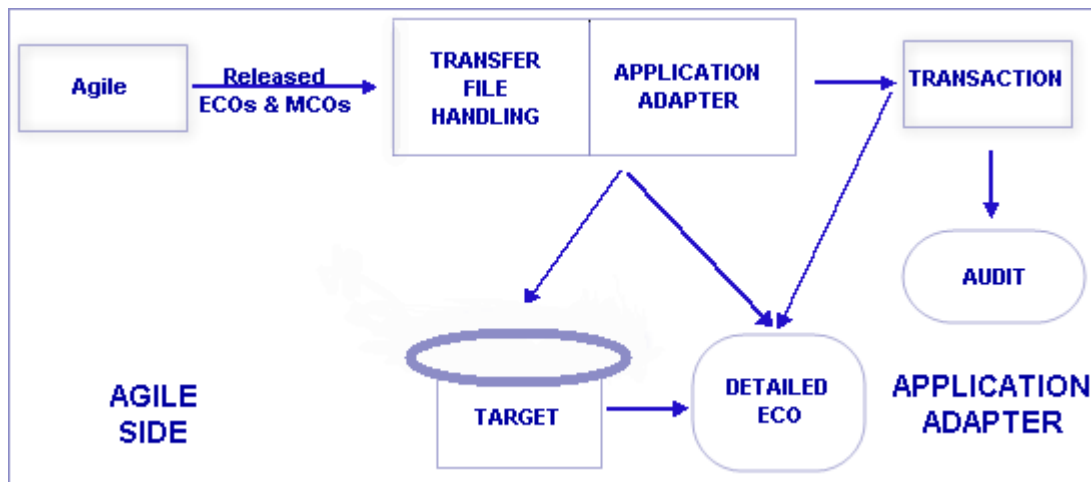 Agile
Released
ECOs & MCOs
TRANSFER
FILE
HANDLING
APPLICATION
ADAPTER
TRANSACTION
AUDIT
TARGET
DETAILED
ECO
AGILE
SIDE
APPLICATION
ADAPTER